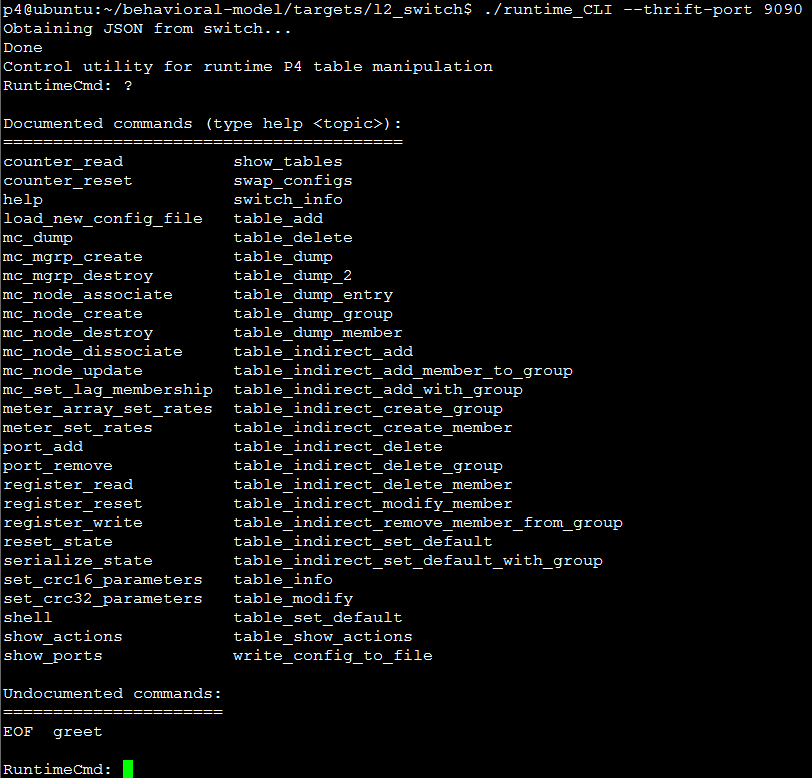 p4@ubuntu:~/behavioral-model/targets/l2_switch$ ./runtime_CLI --thrift-port 9090
Obtaining JSON from switch...
Done
Control utility for runtime P4 table manipulation
RuntimeCmd: ?

Documented commands (type help <topic>):
========================================
counter_read           show_tables
counter_reset          swap_configs
help                   switch_info
load_new_config_file   table_add
mc_dump                table_delete
mc_mgrp_create         table_dump
mc_mgrp_destroy        table_dump_2
mc_node_associate      table_dump_entry
mc_node_create         table_dump_group
mc_node_destroy        table_dump_member
mc_node_dissociate     table_indirect_add
mc_node_update         table_indirect_add_member_to_group
mc_set_lag_membership  table_indirect_add_with_group
meter_array_set_rates  table_indirect_create_group
meter_set_rates        table_indirect_create_member
port_add               table_indirect_delete
port_remove            table_indirect_delete_group
register_read          table_indirect_delete_member
register_reset         table_indirect_modify_member
register_write         table_indirect_remove_member_from_group
reset_state            table_indirect_set_default
serialize_state        table_indirect_set_default_with_group
set_crc16_parameters   table_info
set_crc32_parameters   table_modify
shell                  table_set_default
show_actions           table_show_actions
show_ports             write_config_to_file

Undocumented commands:
======================
EOF  greet

RuntimeCmd: